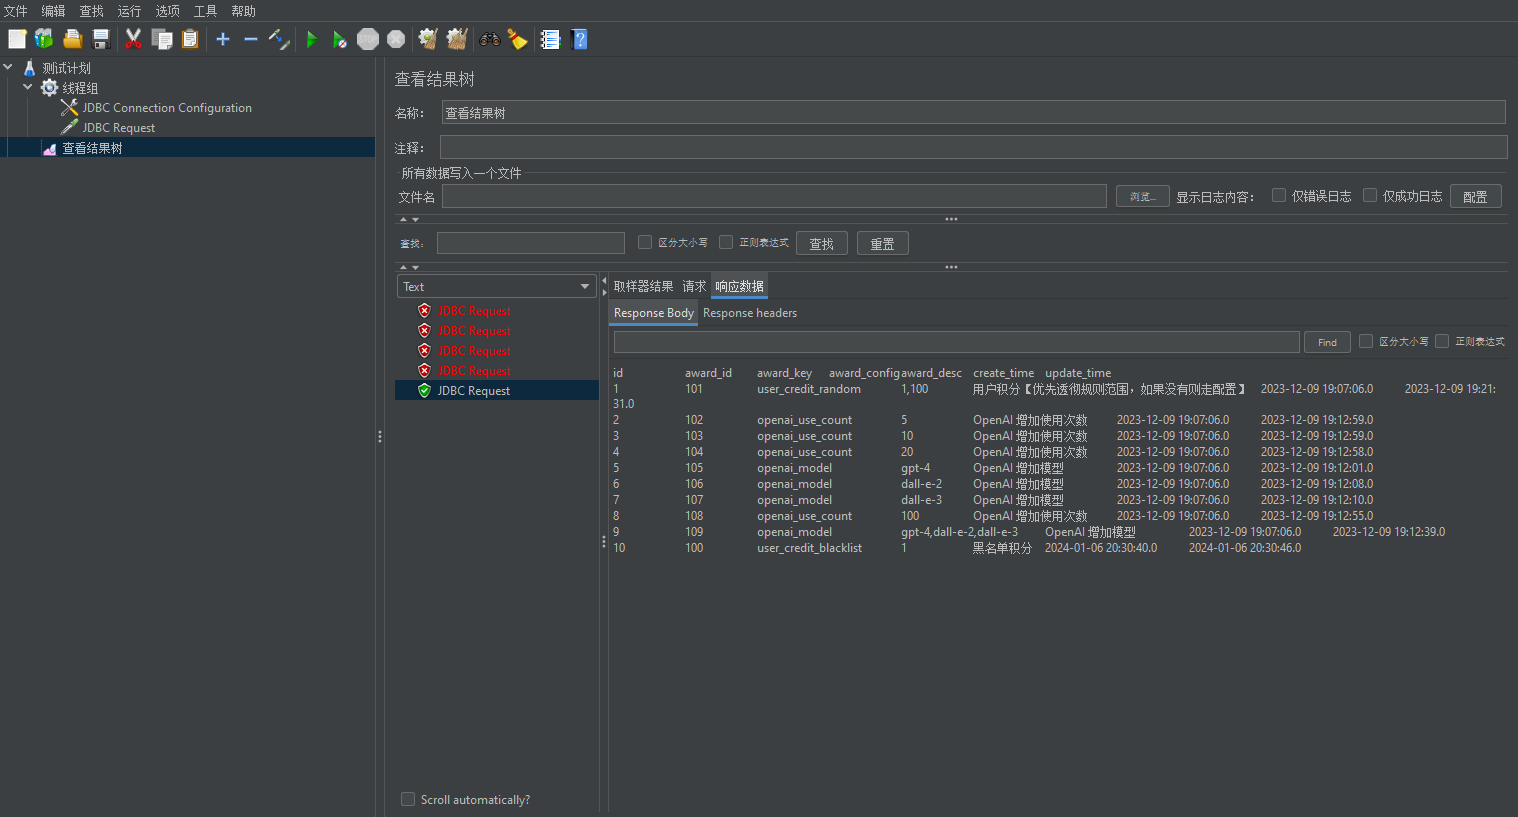 文件 编辑 查找 运行 选项 工具 帮助
测试计划
线程组
JDBC Connection Configuration
JDBC Request
查看结果树
查看结果树
名称： 查看结果树
注释：
所有数据写入一个文件
文件名 浏览... 显示日志内容： 仅错误日志 仅成功日志 配置
查找： 区分大小写 正则表达式 查找 重置
Text
JDBC Request
JDBC Request
JDBC Request
JDBC Request
JDBC Request
Scroll automatically?
取样器结果 请求 响应数据
Response Body Response headers
Find 区分大小写 正则表达式
id award_id award_key award_config award_desc create_time update_time
1 101 user_credit_random 1,100 用户积分【优先透彻规则范围，如果没有则走配置】 2023-12-09 19:07:06.0 2023-12-09 19:21:
31.0
2 102 openai_use_count 5 OpenAI 增加使用次数 2023-12-09 19:07:06.0 2023-12-09 19:12:59.0
3 103 openai_use_count 10 OpenAI 增加使用次数 2023-12-09 19:07:06.0 2023-12-09 19:12:59.0
4 104 openai_use_count 20 OpenAI 增加使用次数 2023-12-09 19:07:06.0 2023-12-09 19:12:58.0
5 105 openai_model gpt-4 OpenAI 增加模型 2023-12-09 19:07:06.0 2023-12-09 19:12:01.0
6 106 openai_model dall-e-2 OpenAI 增加模型 2023-12-09 19:07:06.0 2023-12-09 19:12:08.0
7 107 openai_model dall-e-3 OpenAI 增加模型 2023-12-09 19:07:06.0 2023-12-09 19:12:10.0
8 108 openai_use_count 100 OpenAI 增加使用次数 2023-12-09 19:07:06.0 2023-12-09 19:12:55.0
9 109 openai_model gpt-4,dall-e-2,dall-e-3 OpenAI 增加模型 2023-12-09 19:07:06.0 2023-12-09 19:12:39.0
10 100 user_credit_blacklist 1 黑名单积分 2024-01-06 20:30:40.0 2024-01-06 20:30:46.0